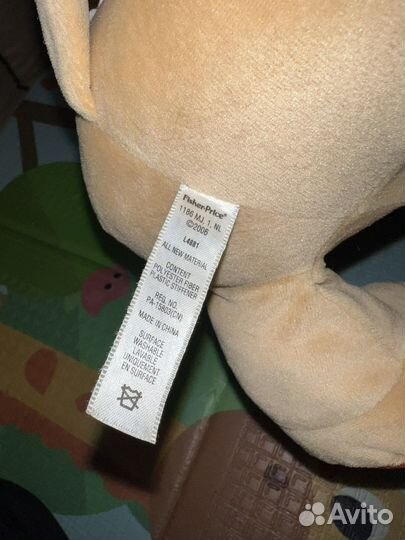 Fisher-Price®
1186 MJ, 1, NL
©2006
L4881
ALL NEW MATERIAL
CONTENT
POLYESTER FIBER
PLASTIC STIFFENER
REG. NO.
PA-15803(CN)
MADE IN CHINA
SURFACE
WASHABLE
LAVABLE
UNIQUEMENT
EN SURFACE
Avito